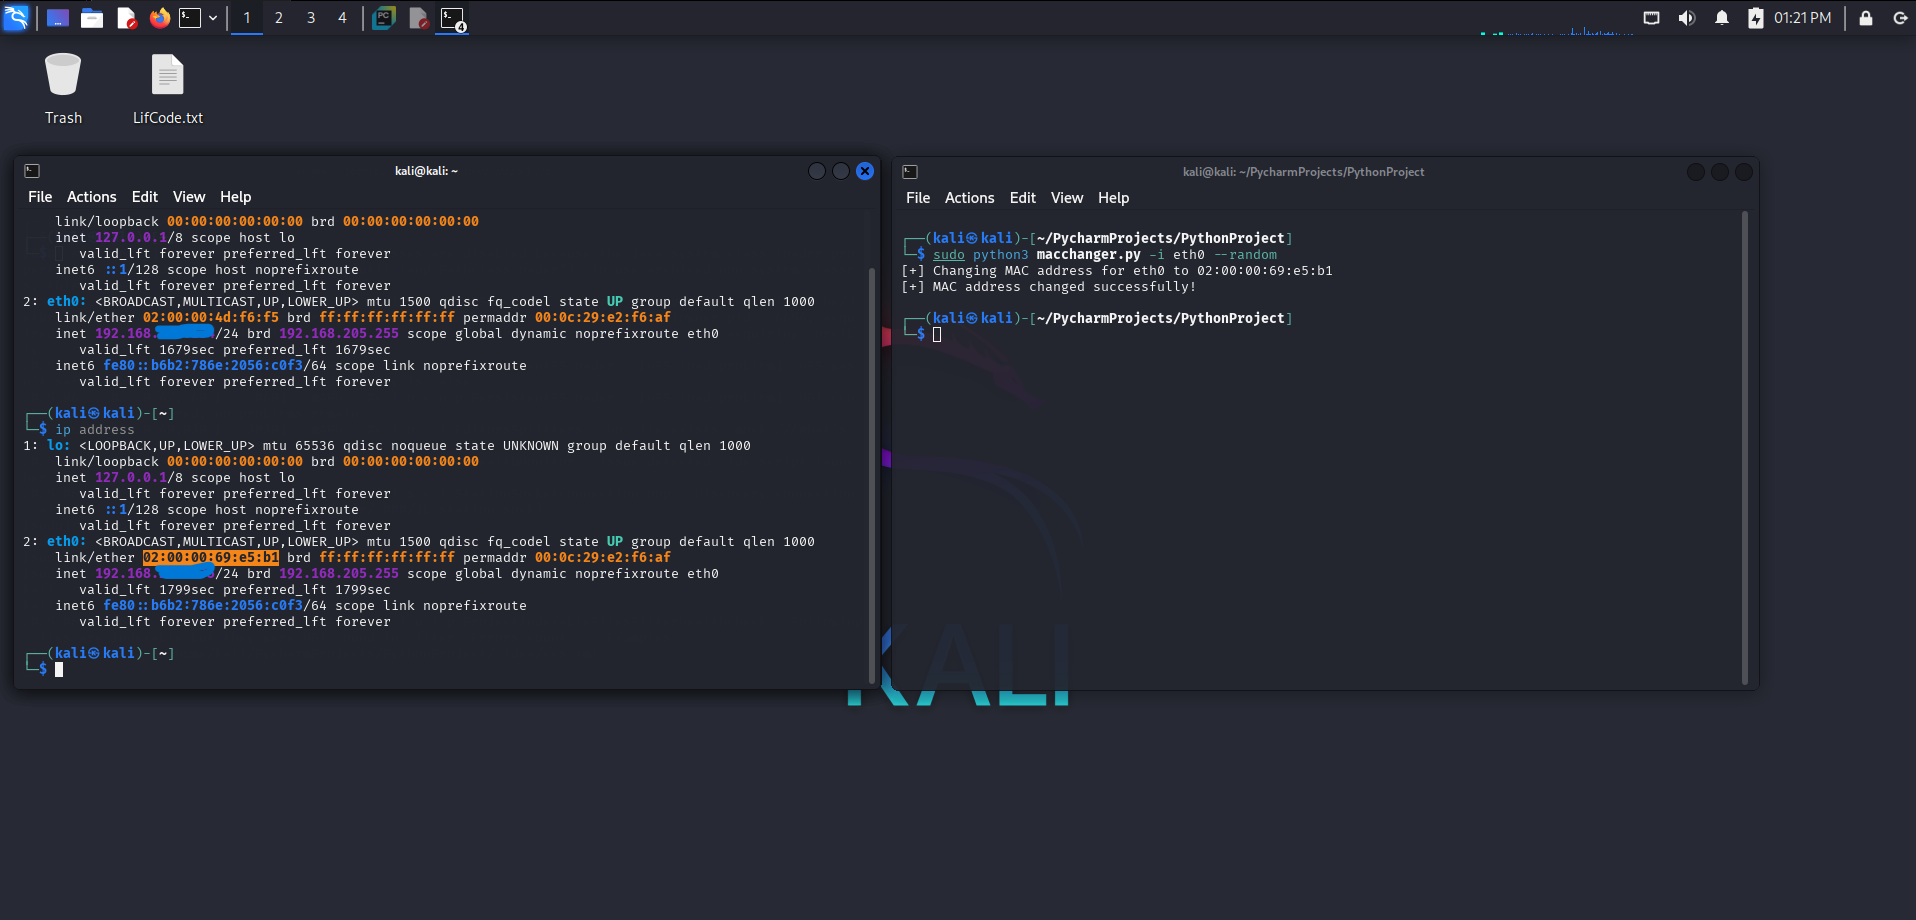 1 2 3 4
01:21 PM
Trash
LifCode.txt
kali@kali: ~
File Actions Edit View Help
link/loopback 00:00:00:00:00:00 brd 00:00:00:00:00:00
inet 127.0.0.1/8 scope host lo
valid_lft forever preferred_lft forever
inet6 ::1/128 scope host noprefixroute
valid_lft forever preferred_lft forever
2: eth0: <BROADCAST,MULTICAST,UP,LOWER_UP> mtu 1500 qdisc fq_codel state UP group default qlen 1000
link/ether 02:00:00:4d:f6:f5 brd ff:ff:ff:ff:ff:ff permaddr 00:0c:29:e2:f6:af
inet 192.168. /24 brd 192.168.205.255 scope global dynamic noprefixroute eth0
valid_lft 1679sec preferred_lft 1679sec
inet6 fe80::b6b2:786e:2056:c0f3/64 scope link noprefixroute
valid_lft forever preferred_lft forever
┌──(kali㉿kali)-[~]
└─$ ip address
1: lo: <LOOPBACK,UP,LOWER_UP> mtu 65536 qdisc noqueue state UNKNOWN group default qlen 1000
link/loopback 00:00:00:00:00:00 brd 00:00:00:00:00:00
inet 127.0.0.1/8 scope host lo
valid_lft forever preferred_lft forever
inet6 ::1/128 scope host noprefixroute
valid_lft forever preferred_lft forever
2: eth0: <BROADCAST,MULTICAST,UP,LOWER_UP> mtu 1500 qdisc fq_codel state UP group default qlen 1000
link/ether 02:00:00:69:e5:b1 brd ff:ff:ff:ff:ff:ff permaddr 00:0c:29:e2:f6:af
inet 192.168. /24 brd 192.168.205.255 scope global dynamic noprefixroute eth0
valid_lft 1799sec preferred_lft 1799sec
inet6 fe80::b6b2:786e:2056:c0f3/64 scope link noprefixroute
valid_lft forever preferred_lft forever
┌──(kali㉿kali)-[~]
└─$
kali@kali: ~/PycharmProjects/PythonProject
File Actions Edit View Help
┌──(kali㉿kali)-[~/PycharmProjects/PythonProject]
└─$ sudo python3 macchanger.py -i eth0 --random
[+] Changing MAC address for eth0 to 02:00:00:69:e5:b1
[+] MAC address changed successfully!
┌──(kali㉿kali)-[~/PycharmProjects/PythonProject]
└─$
KALI